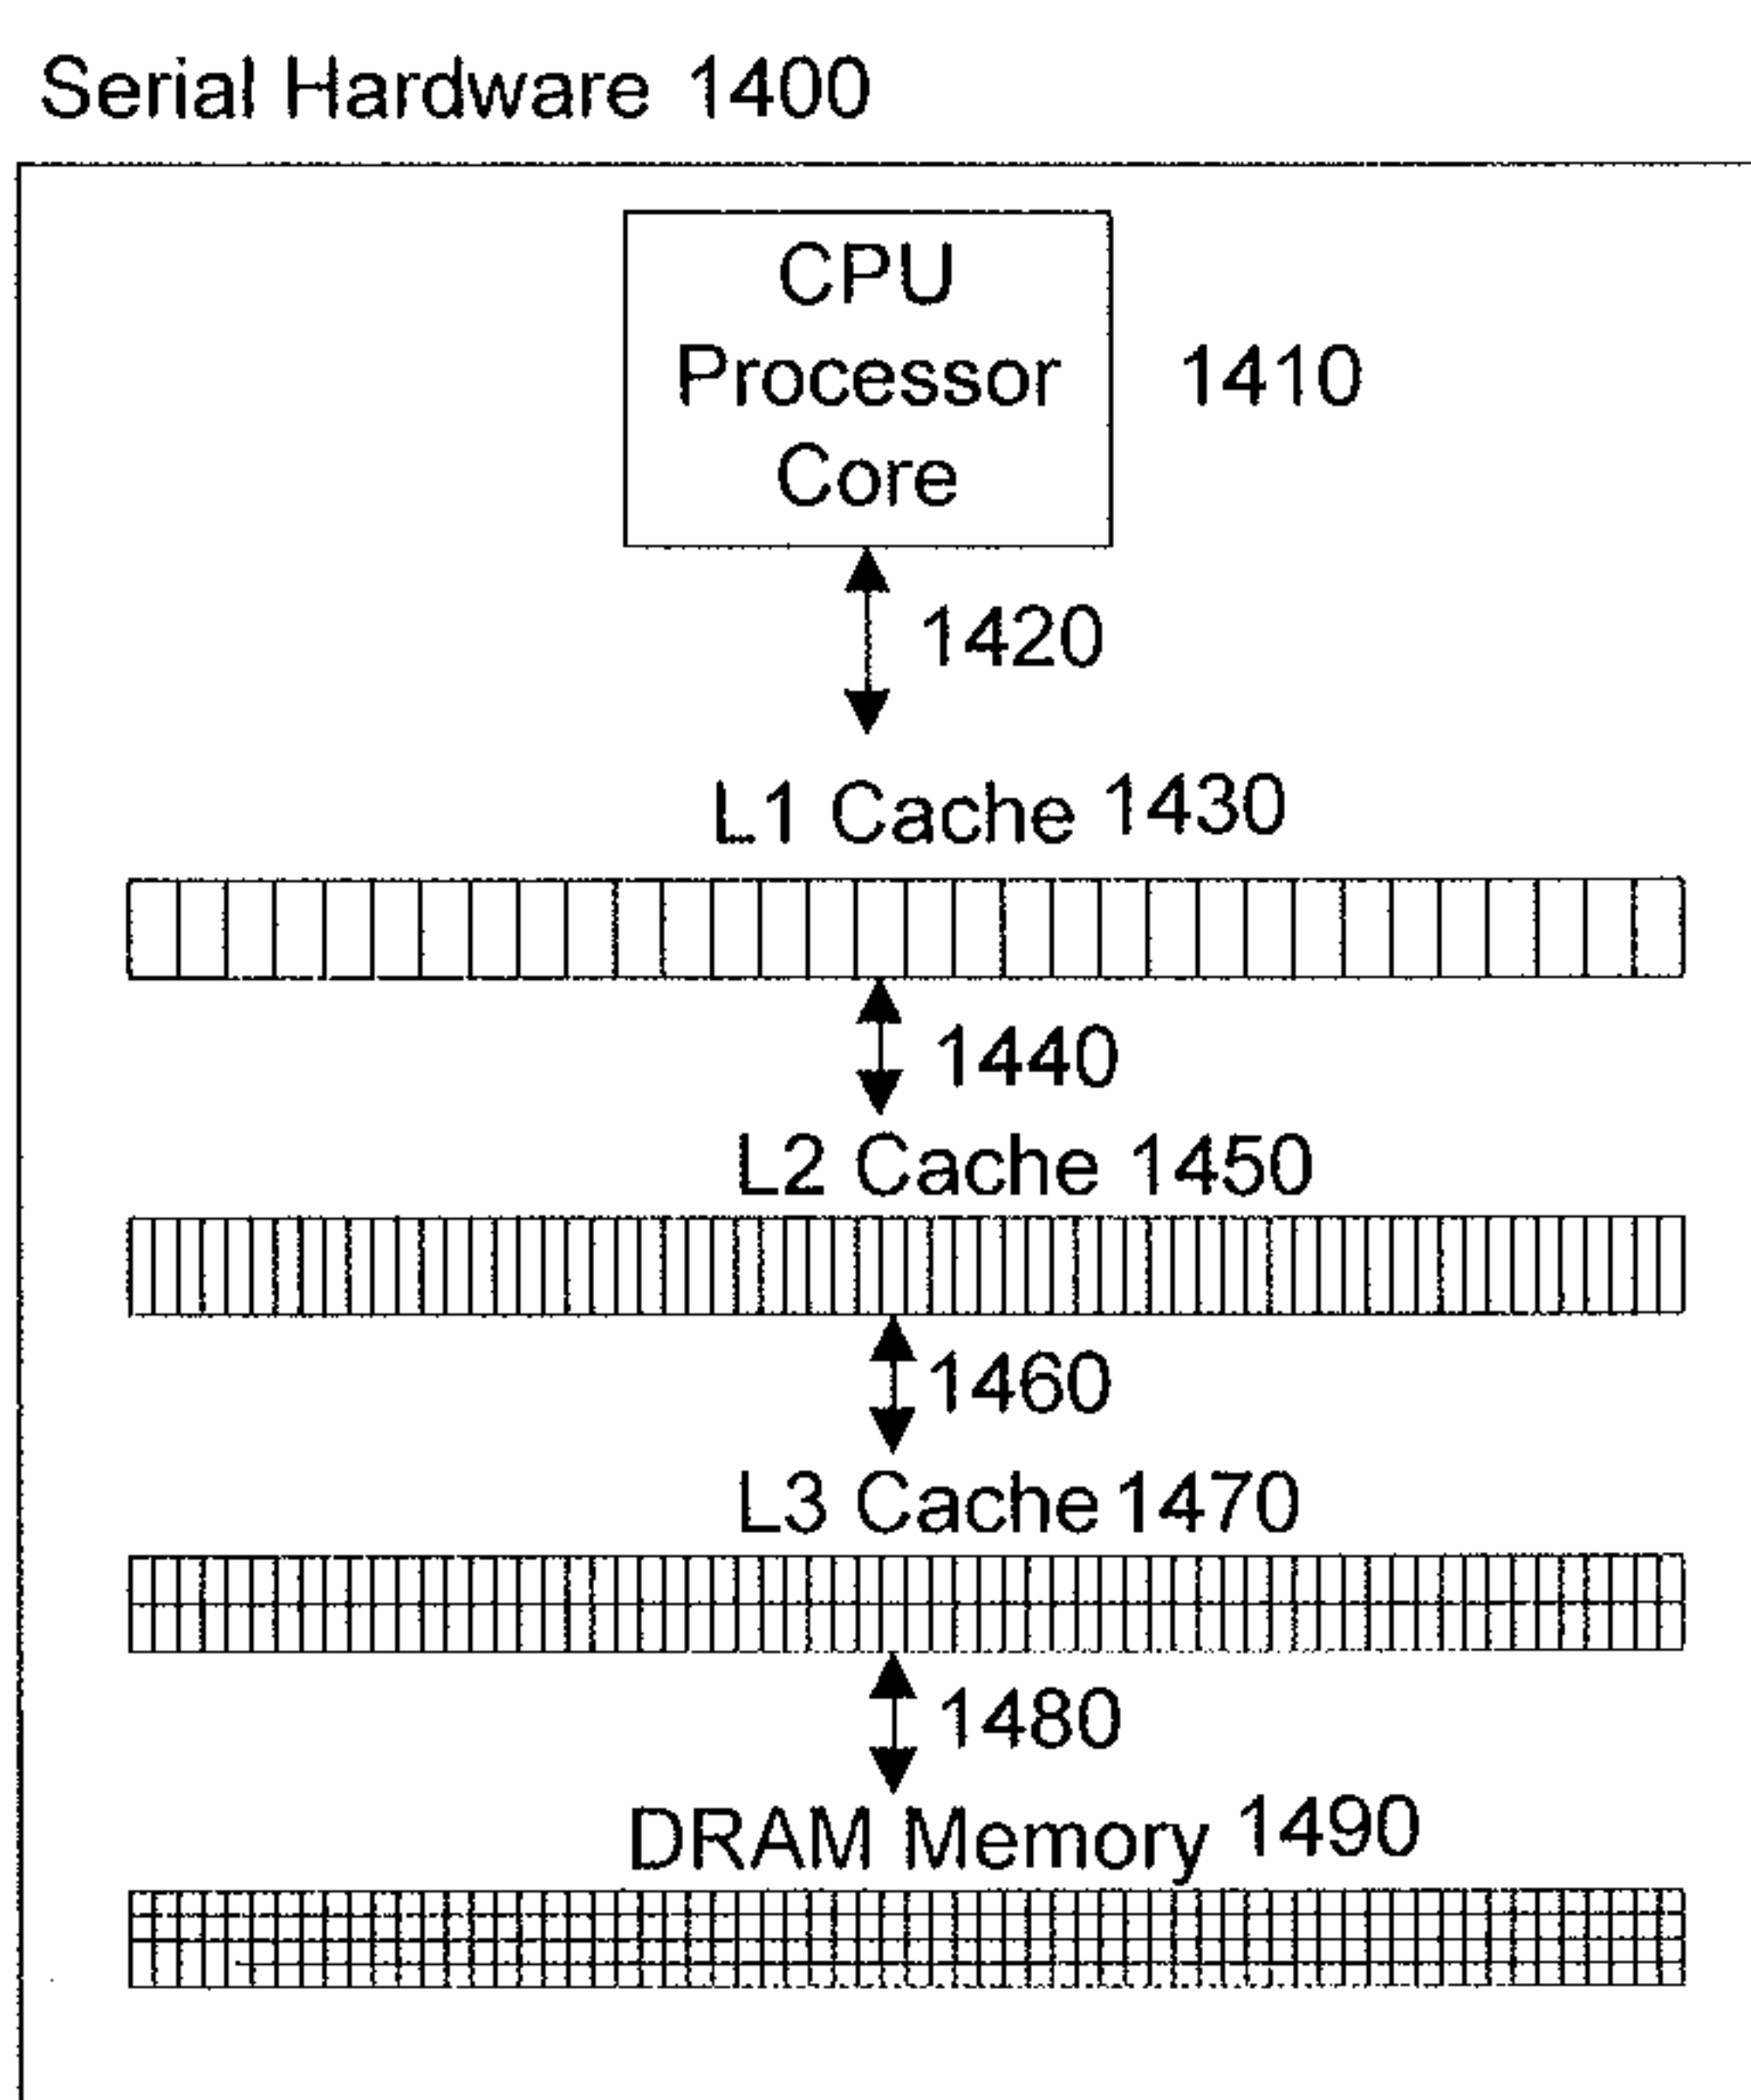 Serial Hardware 1400
CPU
Processor
Core
1410
1420
L1 Cache 1430
1440
L2 Cache 1450
1460
L3 Cache 1470
1480
DRAM Memory 1490